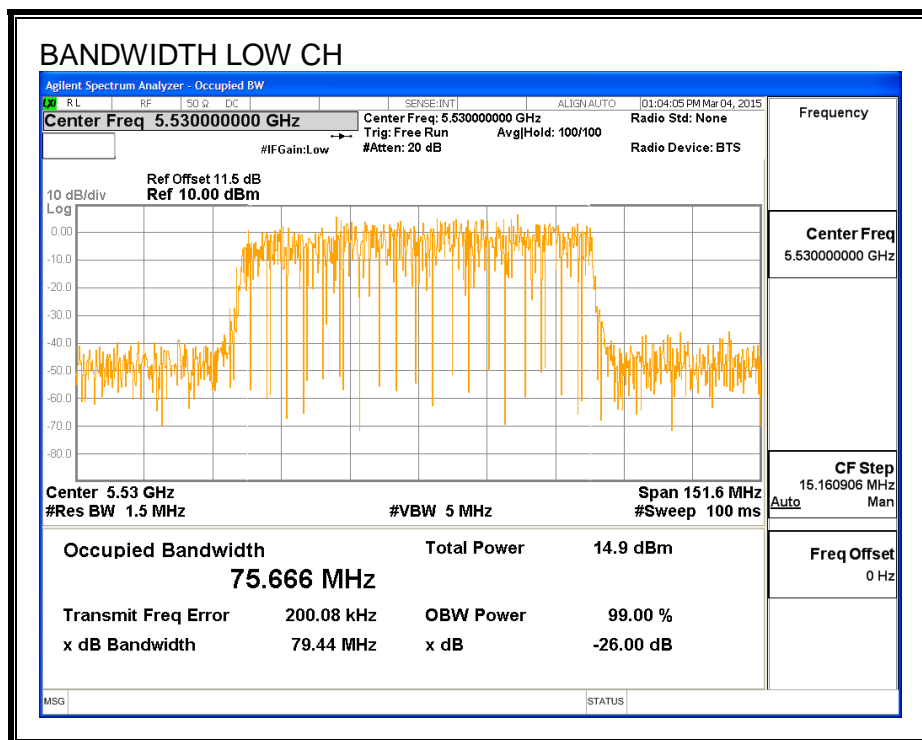 BANDWIDTH LOW CH
Agilent Spectrum Analyzer - Occupied BW
LXI RL RF 50 Ω DC SENSE:INT ALIGN AUTO 01:04:05 PM Mar 04, 2015
Center Freq 5.530000000 GHz
Center Freq: 5.530000000 GHz Radio Std: None
Trig: Free Run Avg|Hold: 100/100
#IFGain:Low #Atten: 20 dB Radio Device: BTS
Ref Offset 11.5 dB
10 dB/div Ref 10.00 dBm
Log
0.00
-10.0
-20.0
-30.0
-40.0
-50.0
-60.0
-70.0
-80.0
Center 5.53 GHz Span 151.6 MHz
#Res BW 1.5 MHz #VBW 5 MHz #Sweep 100 ms
Occupied Bandwidth Total Power 14.9 dBm
75.666 MHz
Transmit Freq Error 200.08 kHz OBW Power 99.00 %
x dB Bandwidth 79.44 MHz x dB -26.00 dB
MSG STATUS
Frequency
Center Freq
5.530000000 GHz
CF Step
15.160906 MHz
Auto Man
Freq Offset
0 Hz